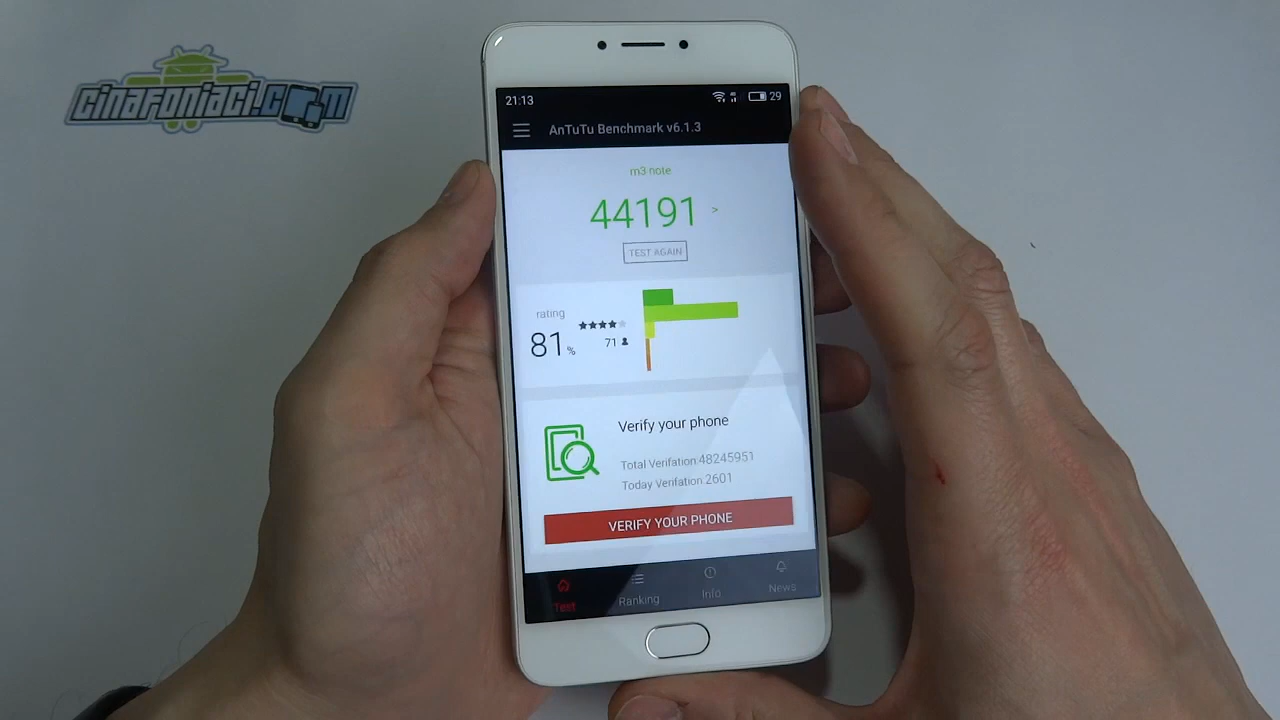 cinafoniaci.com
21:13
29
AnTuTu Benchmark v6.1.3
m3 note
44191 >
TEST AGAIN
rating
81%
71
Verify your phone
Total Verifation:48245951
Today Verifation:2601
VERIFY YOUR PHONE
Test
Ranking
Info
News